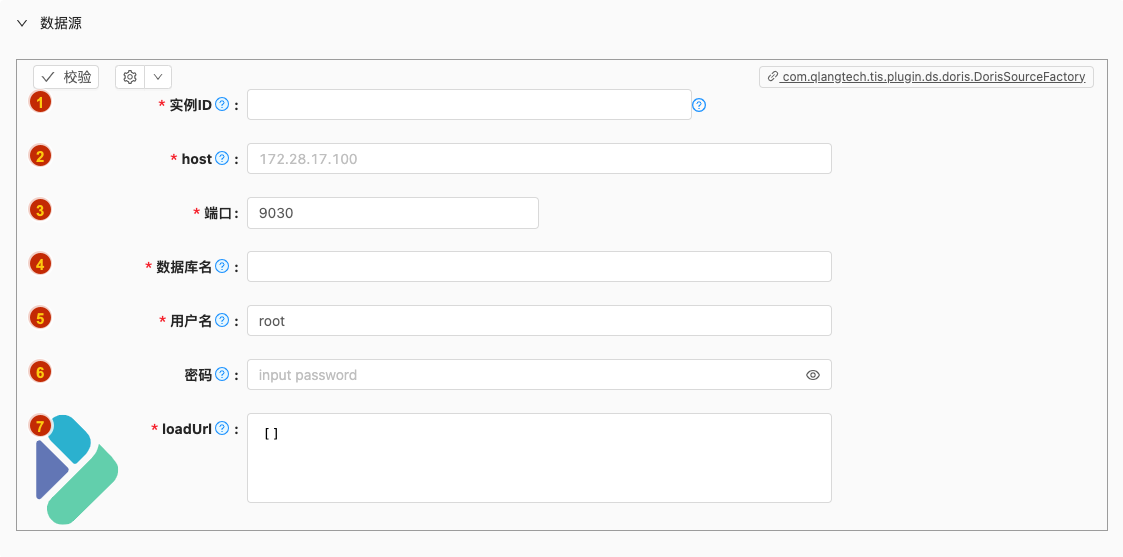 数据源
校验
com.qlangtech.tis.plugin.ds.doris.DorisSourceFactory
1 * 实例ID ? : ?
2 * host ? : 172.28.17.100
3 * 端口 : 9030
4 * 数据库名 ? :
5 * 用户名 ? : root
6 密码 ? : input password
7 * loadUrl ? : []